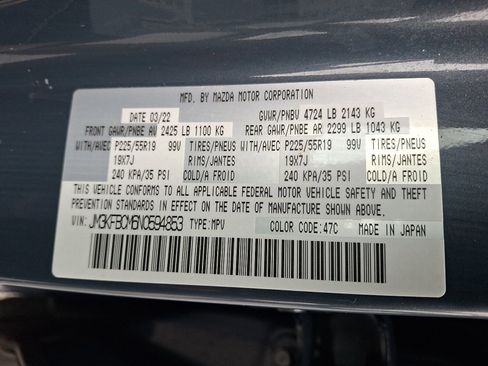 MFD. BY MAZDA MOTOR CORPORATION
DATE 03/22 GVWR/PNBV 4724 LB 2143 KG
FRONT GAWR/PNBE AV 2425 LB 1100 KG REAR GAWR/PNBE AR 2299 LB 1043 KG
WITH/AVEC P225/55R19 99V TIRES/PNEUS WITH/AVEC P225/55R19 99V TIRES/PNEUS
19X7J RIMS/JANTES 19X7J RIMS/JANTES
240 KPA/35 PSI COLD/A FROID 240 KPA/35 PSI COLD/A FROID
THIS VEHICLE CONFORMS TO ALL APPLICABLE FEDERAL MOTOR VEHICLE SAFETY AND THEFT
PREVENTION STANDARDS IN EFFECT ON THE DATE OF MANUFACTURE SHOWN ABOVE.
VIN: JM3KFBCM6N0594853 TYPE: MPV COLOR CODE: 47C MADE IN JAPAN